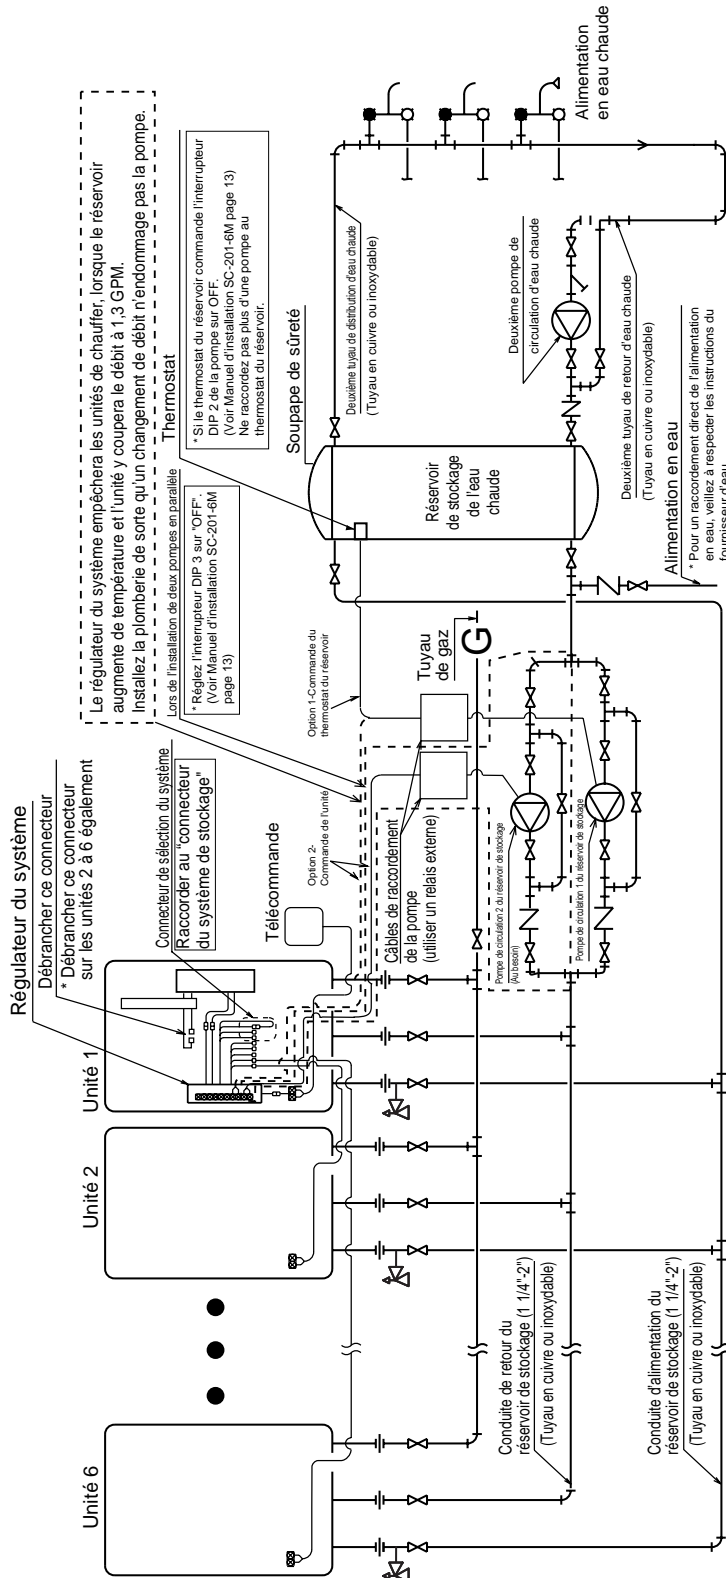 Le régulateur du système empêchera les unités de chauffer, lorsque le réservoir
augmente de température et l'unité y coupera le débit à 1,3 GPM.
Installez la plomberie de sorte qu'un changement de débit n'endommage pas la pompe.
Régulateur du système
Débrancher ce connecteur
* Débrancher ce connecteur
sur les unités 2 à 6 également
Connecteur de sélection du système
Raccorder au "connecteur
du système de stockage"
Lors de l'installation de deux pompes en parallèle
* Réglez l'interrupteur DIP 3 sur "OFF".
(Voir Manuel d'installation SC-201-6M
page 13)
Thermostat
* Si le thermostat du réservoir commande l'interrupteur
DIP 2 de la pompe sur OFF.
(Voir Manuel d'installation SC-201-6M page 13)
Ne raccordez pas plus d'une pompe au
thermostat du réservoir.
Soupape de sûreté
Deuxième tuyau de distribution d'eau chaude
(Tuyau en cuivre ou inoxydable)
Alimentation
en eau chaude
Unité 6
Unité 2
Unité 1
Télécommande
Option 2-
Commande de l'unité
Option 1-Commande du
thermostat du réservoir
Câbles de raccordement
de la pompe
(utiliser un relais externe)
Tuyau
de gaz
G
Réservoir
de stockage
de l'eau
chaude
Deuxième pompe de
circulation d'eau chaude
Pompe de circulation 2 du réservoir de stockage
(Au besoin)
Pompe de circulation 1 du réservoir de stockage
Deuxième tuyau de retour d'eau chaude
(Tuyau en cuivre ou inoxydable)
Alimentation en eau
* Pour un raccordement direct de l'alimentation
en eau, veillez à respecter les instructions du
fournisseur d'eau
Conduite de retour du
réservoir de stockage (1 1/4"-2")
(Tuyau en cuivre ou inoxydable)
Conduite d'alimentation du
réservoir de stockage (1 1/4"-2")
(Tuyau en cuivre ou inoxydable)